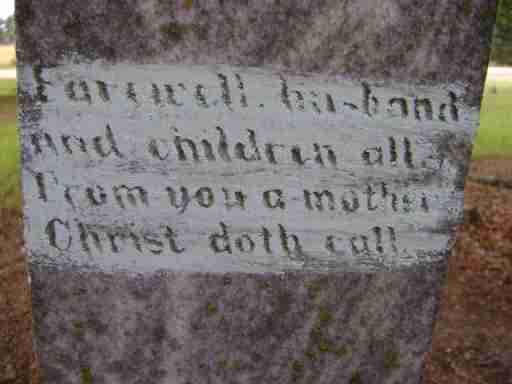 Farewell, husband
and children all,
From you a mother
Christ doth call.